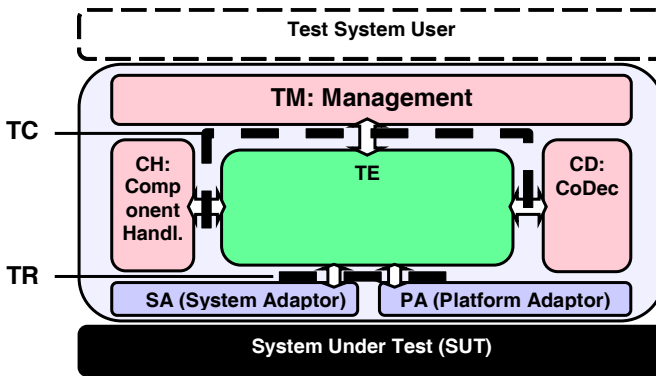 Test System User
TM: Management
TC
CH:
Comp
onent
Handl.
TE
CD:
CoDec
TR
SA (System Adaptor)
PA (Platform Adaptor)
System Under Test (SUT)